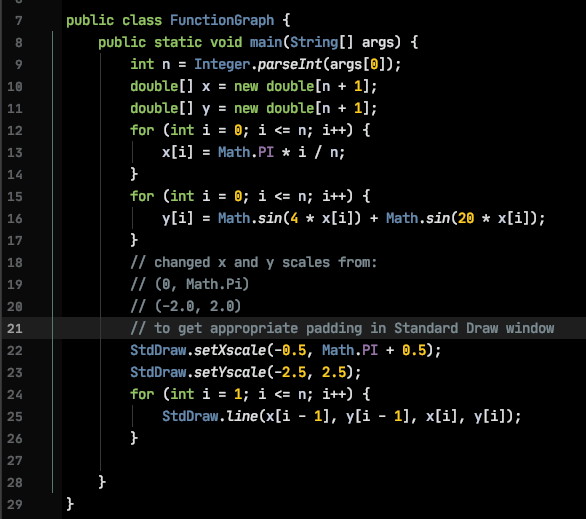 7 public class FunctionGraph {
8 public static void main(String[] args) {
9 int n = Integer.parseInt(args[0]);
10 double[] x = new double[n + 1];
11 double[] y = new double[n + 1];
12 for (int i = 0; i <= n; i++) {
13 x[i] = Math.PI * i / n;
14 }
15 for (int i = 0; i <= n; i++) {
16 y[i] = Math.sin(4 * x[i]) + Math.sin(20 * x[i]);
17 }
18 // changed x and y scales from:
19 // (0, Math.Pi)
20 // (-2.0, 2.0)
21 // to get appropriate padding in Standard Draw window
22 StdDraw.setXscale(-0.5, Math.PI + 0.5);
23 StdDraw.setYscale(-2.5, 2.5);
24 for (int i = 1; i <= n; i++) {
25 StdDraw.line(x[i - 1], y[i - 1], x[i], y[i]);
26 }
27
28 }
29 }